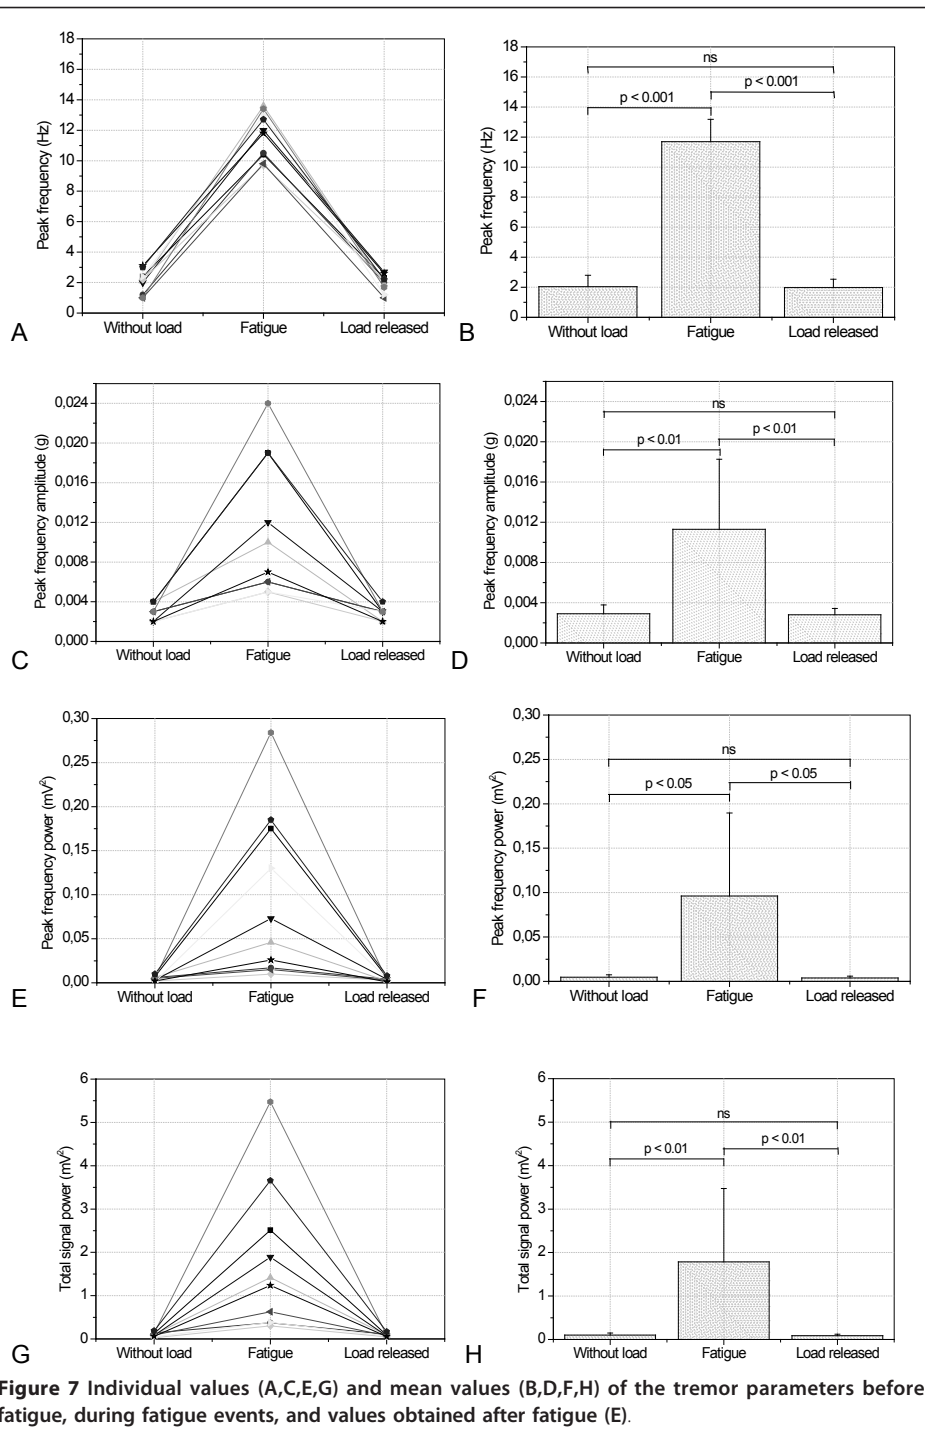 18
16
14
12
10
8
6
4
2
0
Peak frequency (Hz)
Without load Fatigue Load released
A
18
16
14
12
10
8
6
4
2
0
Peak frequency (Hz)
ns
p < 0.001
p < 0.001
Without load Fatigue Load released
B
0,024
0,020
0,016
0,012
0,008
0,004
0,000
Peak frequency amplitude (g)
Without load Fatigue Load released
C
0,024
0,020
0,016
0,012
0,008
0,004
0,000
Peak frequency amplitude (g)
ns
p < 0.01
p < 0.01
Without load Fatigue Load released
D
0,30
0,25
0,20
0,15
0,10
0,05
0,00
Peak frequency power (mV²)
Without load Fatigue Load released
E
0,30
0,25
0,20
0,15
0,10
0,05
0,00
Peak frequency power (mV²)
ns
p < 0.05
p < 0.05
Without load Fatigue Load released
F
6
5
4
3
2
1
0
Total signal power (mV²)
Without load Fatigue Load released
G
6
5
4
3
2
1
0
Total signal power (mV²)
ns
p < 0.01
p < 0.01
Without load Fatigue Load released
H
Figure 7 Individual values (A,C,E,G) and mean values (B,D,F,H) of the tremor parameters before
fatigue, during fatigue events, and values obtained after fatigue (E).